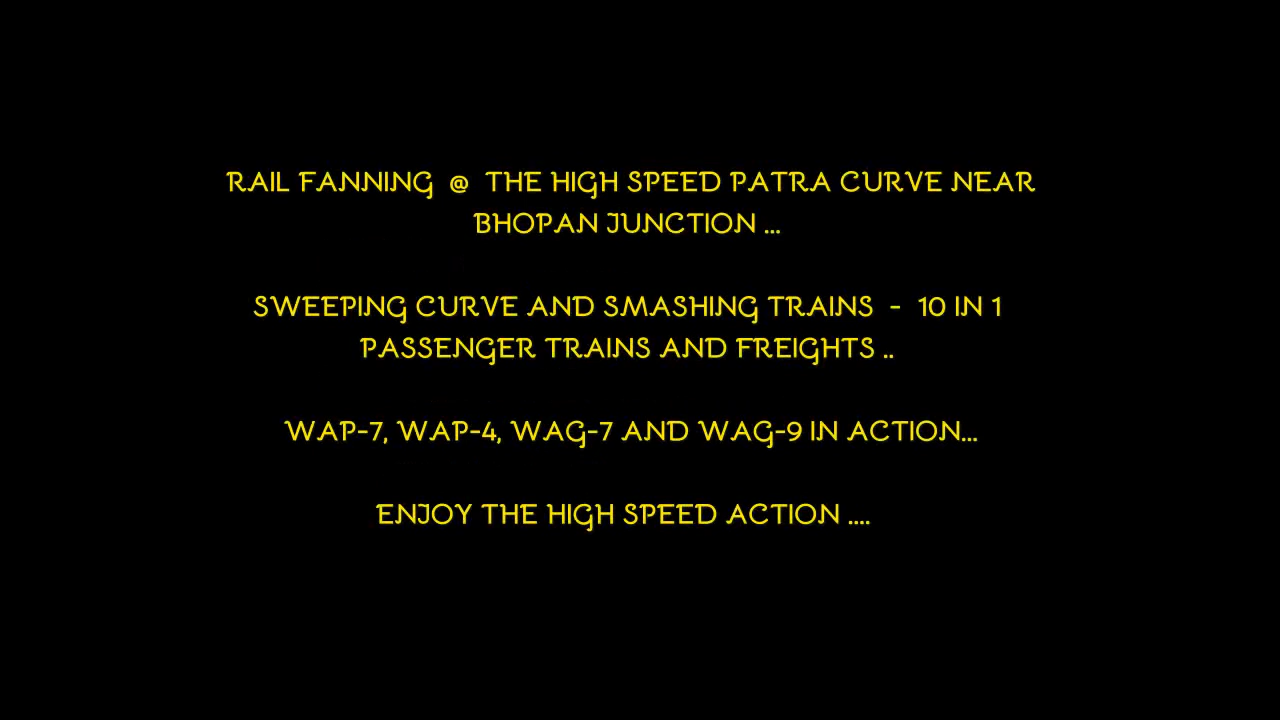 RAIL FANNING @ THE HIGH SPEED PATRA CURVE NEAR
BHOPAN JUNCTION ...
SWEEPING CURVE AND SMASHING TRAINS - 10 IN 1
PASSENGER TRAINS AND FREIGHTS ..
WAP-7, WAP-4, WAG-7 AND WAG-9 IN ACTION...
ENJOY THE HIGH SPEED ACTION ....